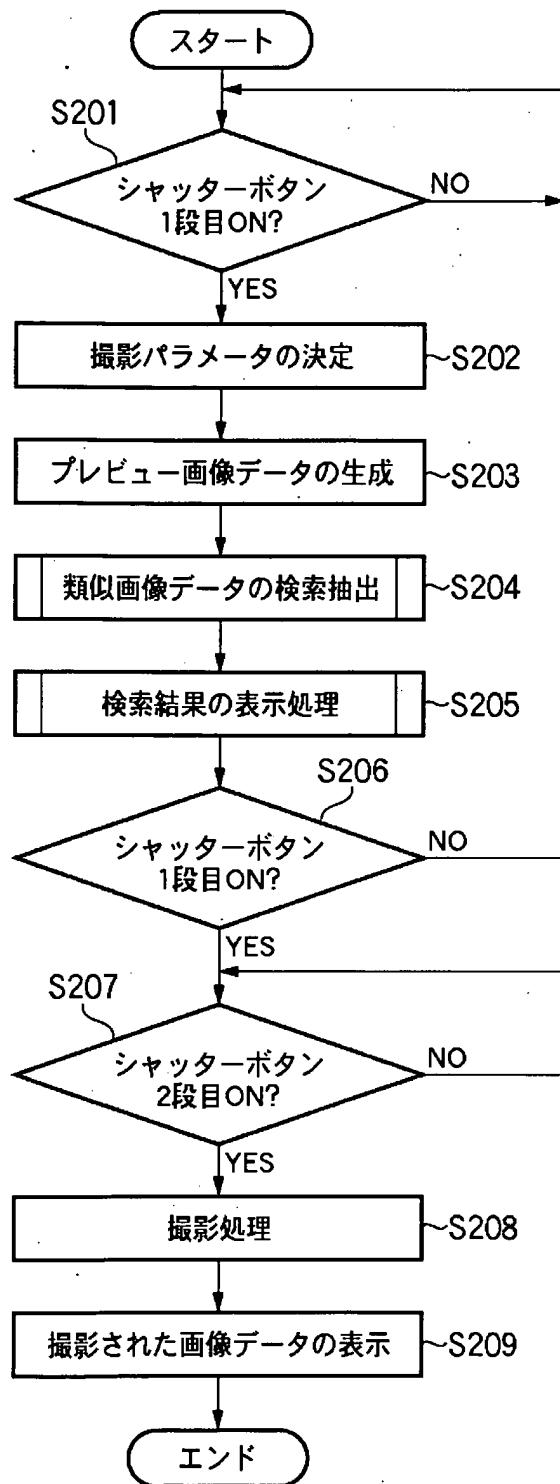 スタート
S201
シャッターボタン
1段目ON?
NO
YES
撮影パラメータの決定
S202
プレビュー画像データの生成
S203
類似画像データの検索抽出
S204
検索結果の表示処理
S205
S206
シャッターボタン
1段目ON?
NO
YES
S207
シャッターボタン
2段目ON?
NO
YES
撮影処理
S208
撮影された画像データの表示
S209
エンド